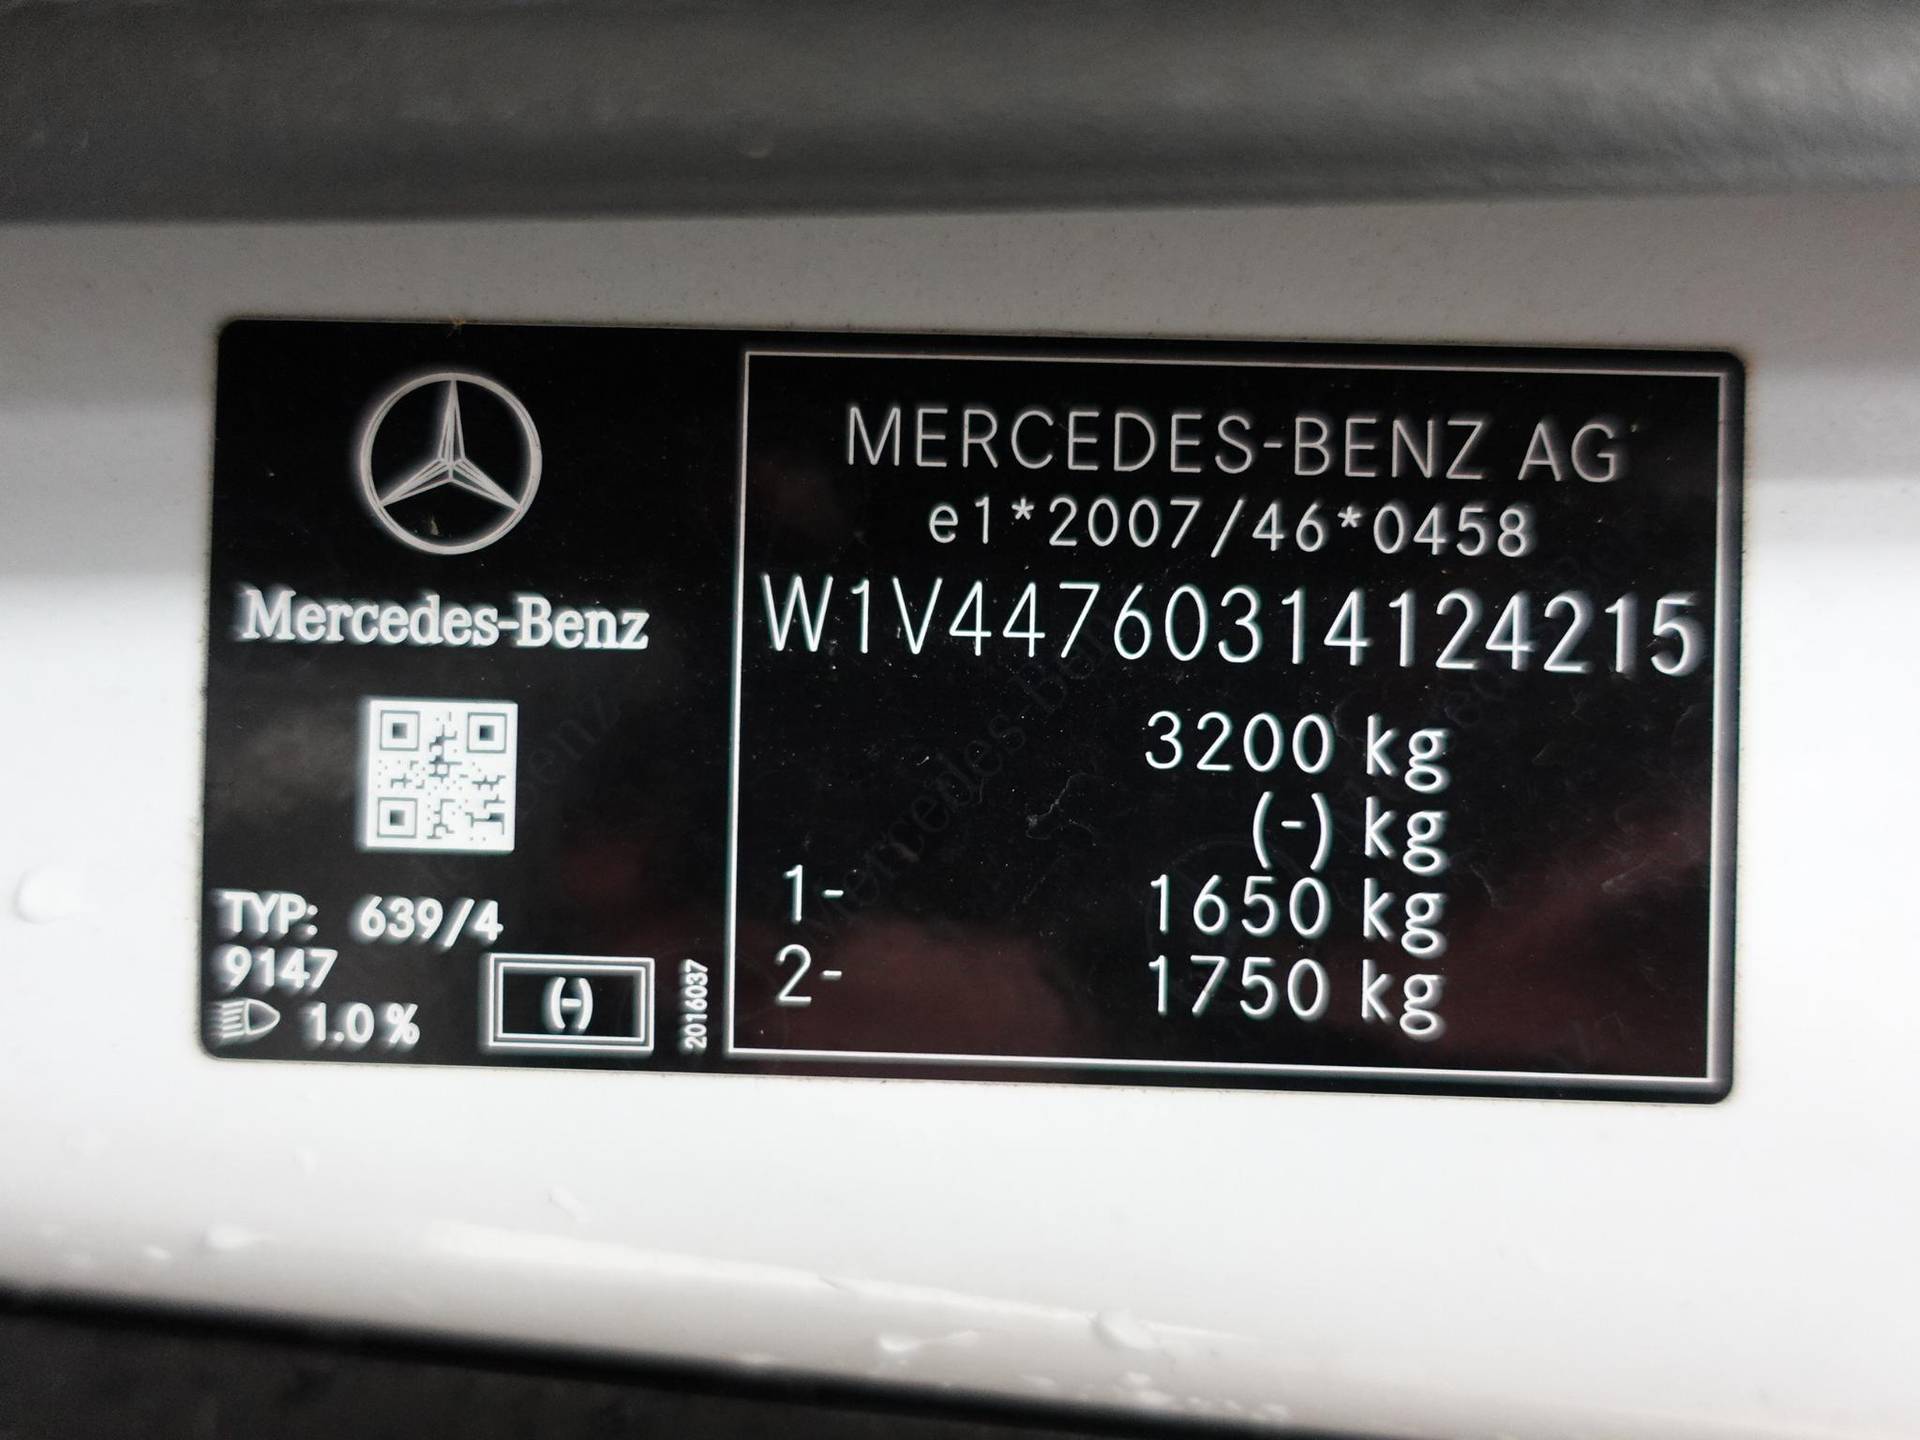 Mercedes-Benz
TYP: 639/4
9147
1.0 %
(-)
2016037
MERCEDES-BENZ AG
e1*2007/46*0458
W1V44760314124215
3200 kg
(-) kg
1- 1650 kg
2- 1750 kg